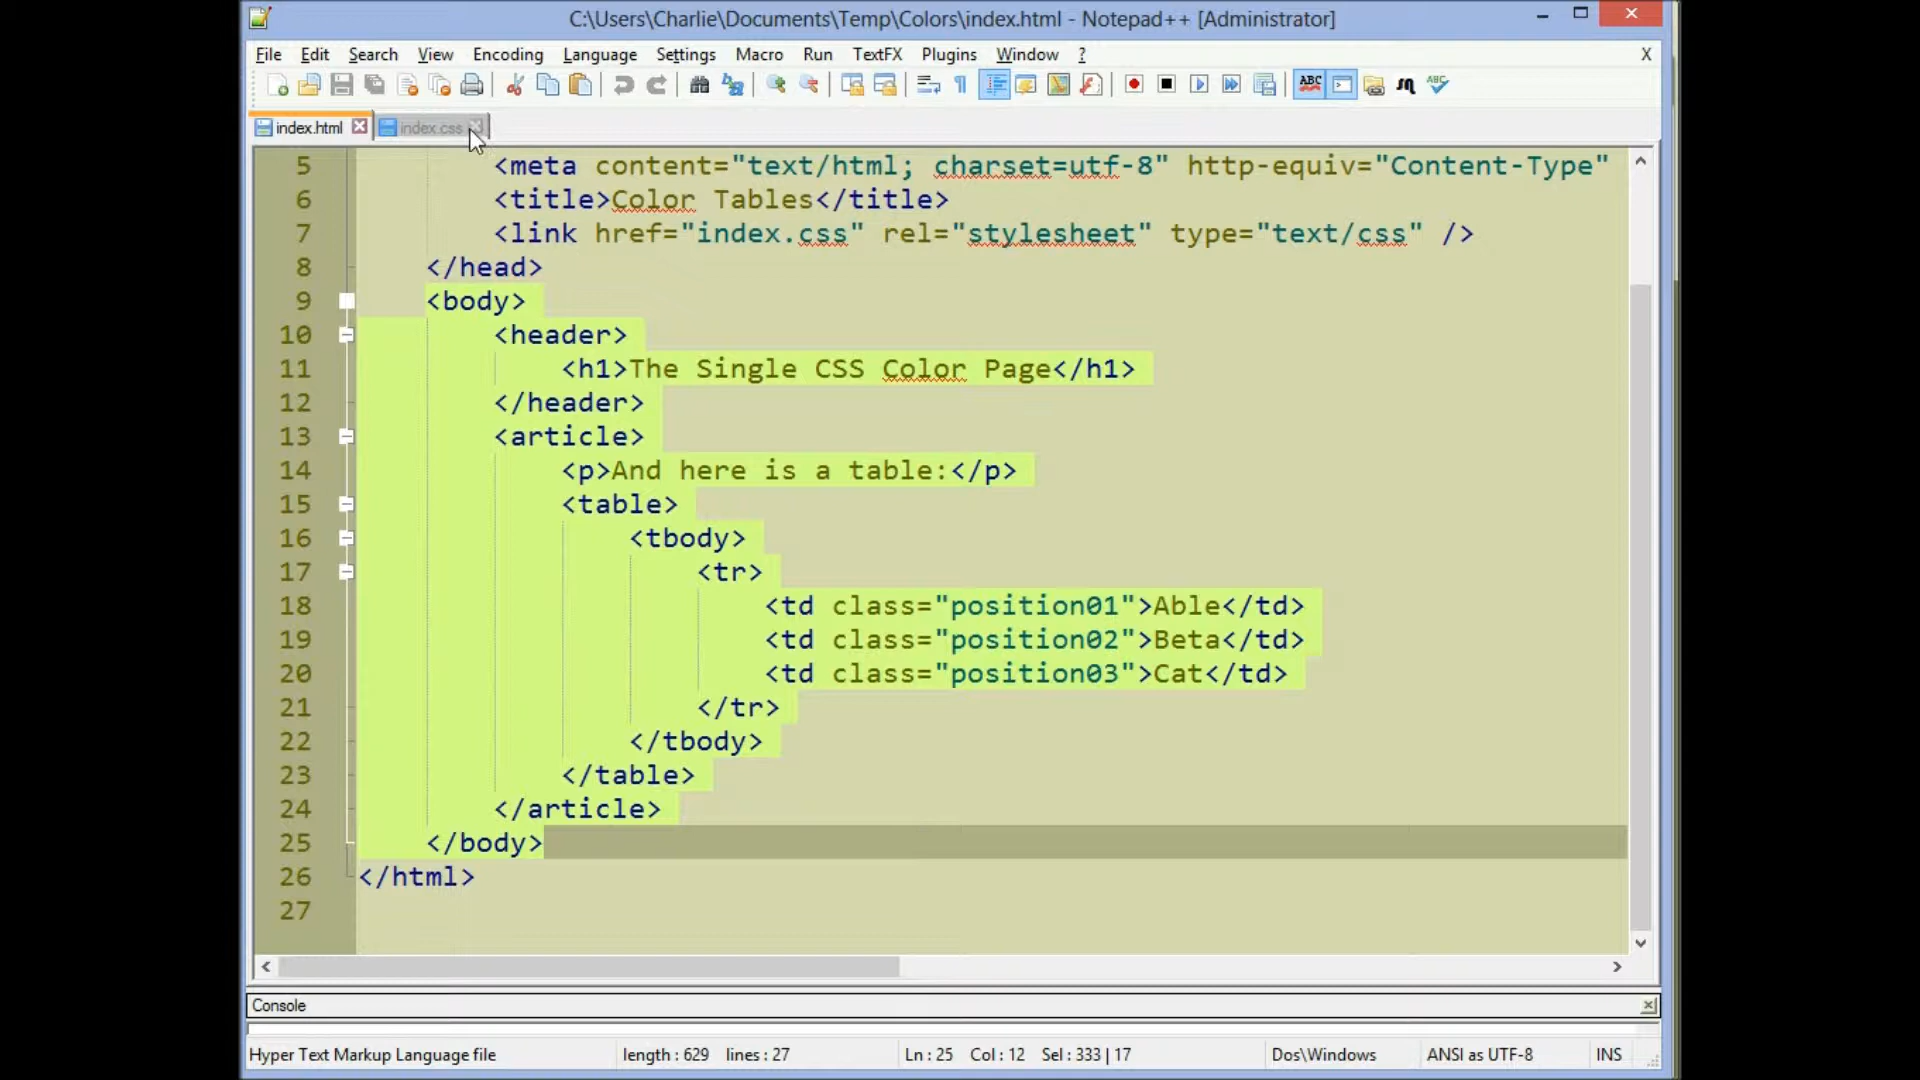 C:\Users\Charlie\Documents\Temp\Colors\index.html - Notepad++ [Administrator]
File Edit Search View Encoding Language Settings Macro Run TextFX Plugins Window ? X
ABC ABC
index.html index.css
5 <meta content="text/html; charset=utf-8" http-equiv="Content-Type"
6 <title>Color Tables</title>
7 <link href="index.css" rel="stylesheet" type="text/css" />
8 </head>
9 <body>
10 <header>
11 <h1>The Single CSS Color Page</h1>
12 </header>
13 <article>
14 <p>And here is a table:</p>
15 <table>
16 <tbody>
17 <tr>
18 <td class="position01">Able</td>
19 <td class="position02">Beta</td>
20 <td class="position03">Cat</td>
21 </tr>
22 </tbody>
23 </table>
24 </article>
25 </body>
26 </html>
27
Console
Hyper Text Markup Language file length : 629 lines : 27 Ln : 25 Col : 12 Sel : 333 | 17 Dos\Windows ANSI as UTF-8 INS